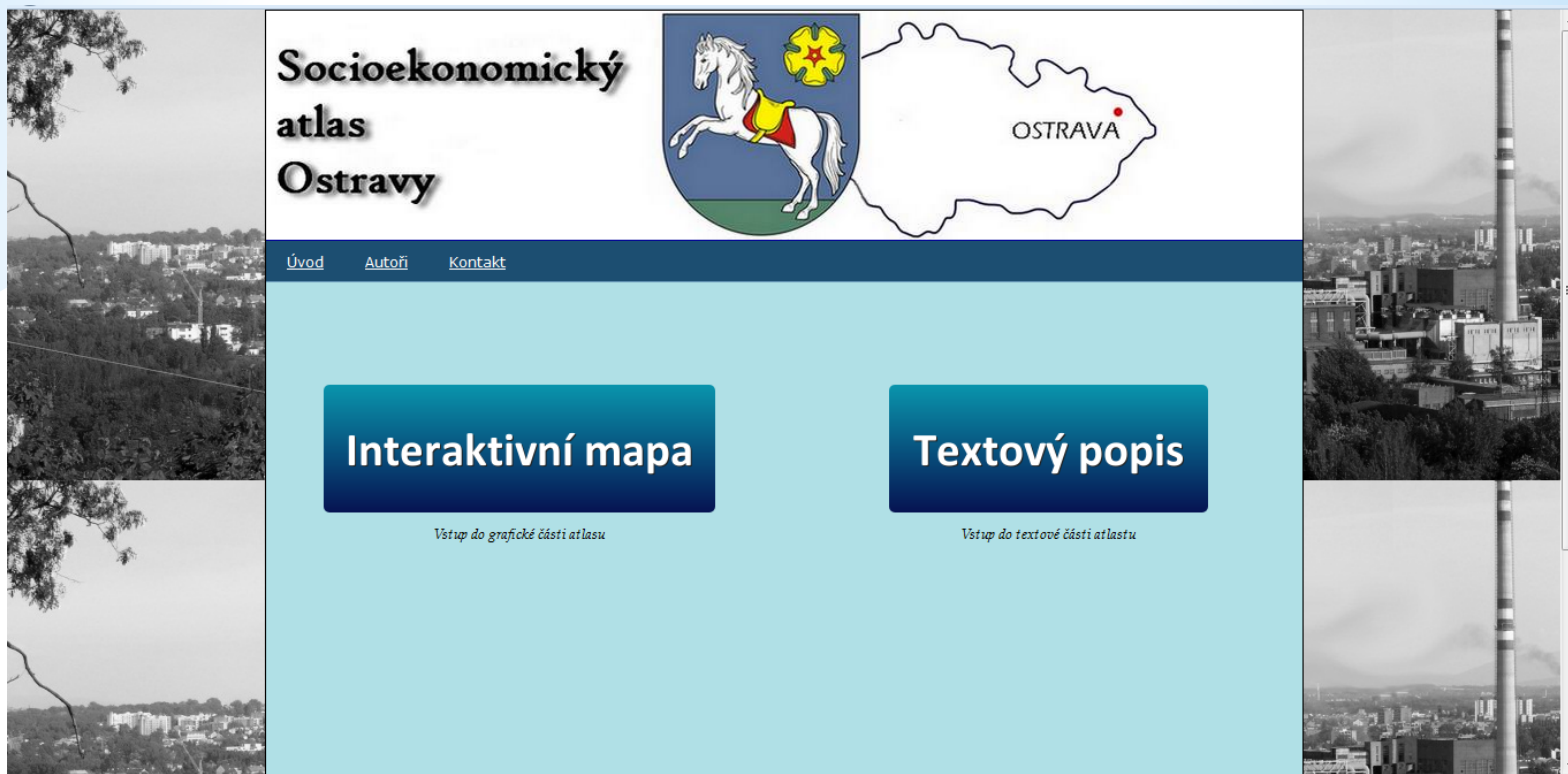 Socioekonomický
atlas
Ostravy
OSTRAVA
Úvod Autoři Kontakt
Interaktivní mapa
Textový popis
Vstup do grafické části atlasu
Vstup do textové části atlastu